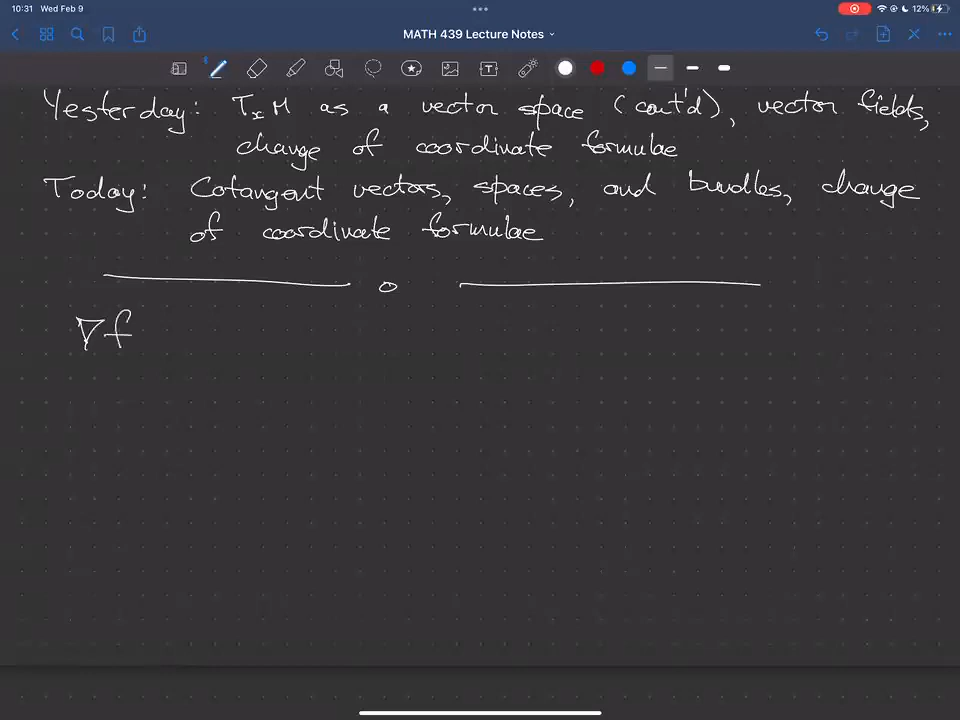 10:31 Wed Feb 9
12%
MATH 439 Lecture Notes
Yesterday: TₓM as a vector space (cont'd), vector fields,
change of coordinate formulae
Today: Cotangent vectors, spaces, and bundles, change
of coordinate formulae
∇f